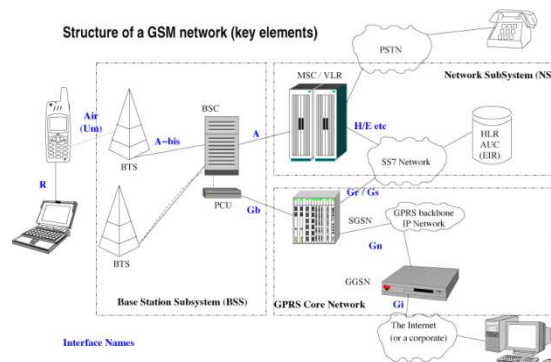 Structure of a GSM network (key elements)
PSTN
MSC / VLR
Network SubSystem (NS
Air
(Um)
BSC
A-bis
A
H/E etc
BTS
SS7 Network
HLR
AUC
(EIR)
R
Gr / Gs
PCU
Gb
SGSN
GPRS backbone
IP Network
Gn
BTS
GGSN
Base Station Subsystem (BSS)
Gi
GPRS Core Network
The Internet
(or a corporate)
Interface Names